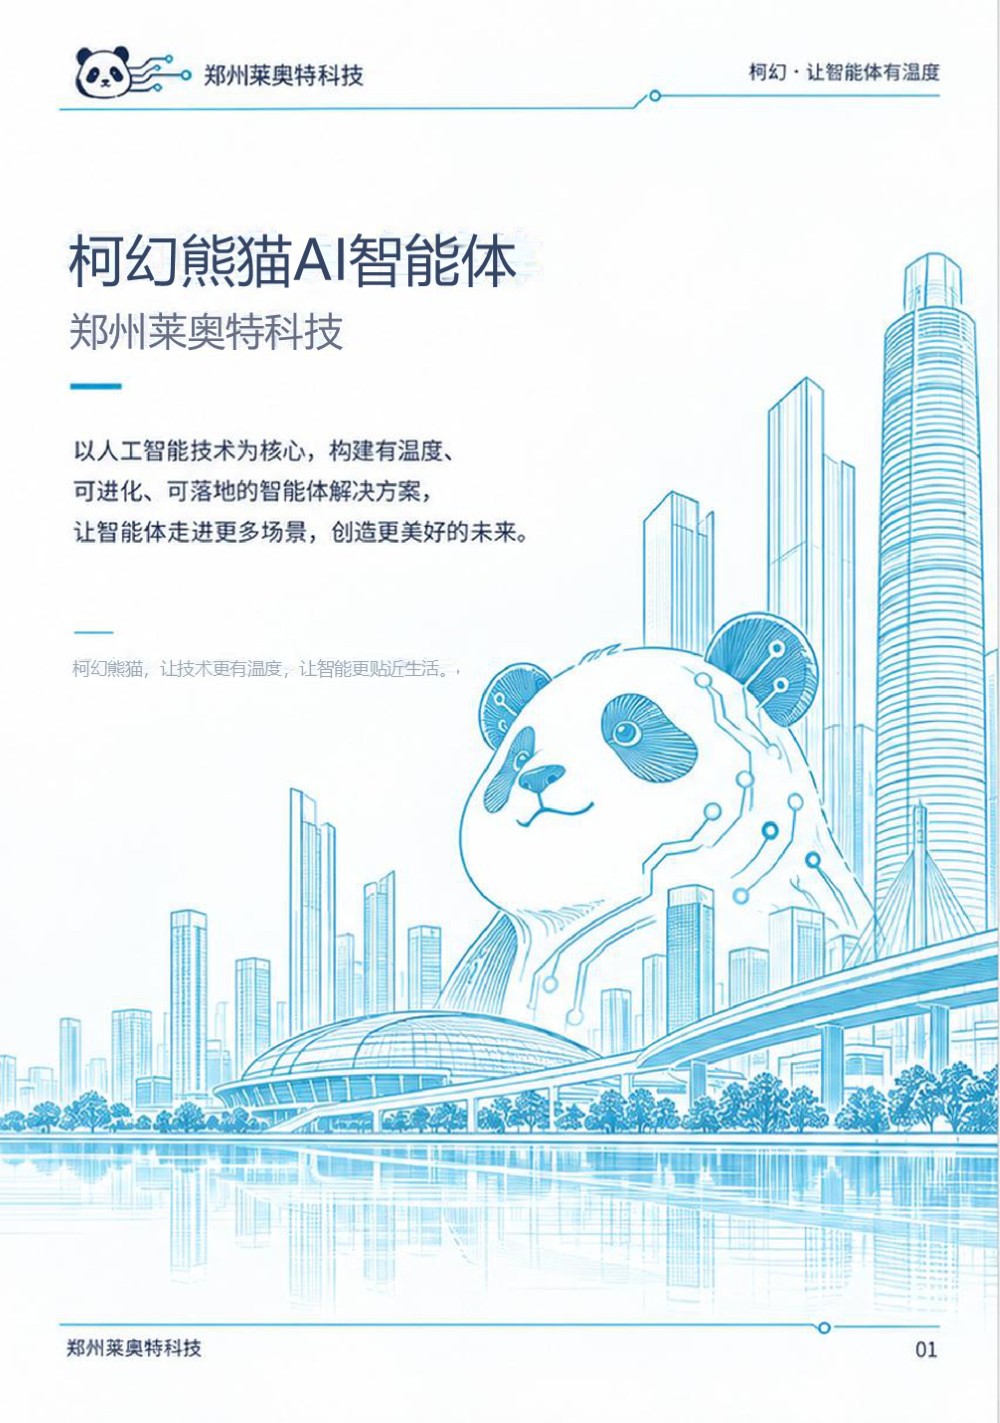 郑州莱奥特科技
柯幻·让智能体有温度
柯幻熊猫AI智能体
郑州莱奥特科技
以人工智能技术为核心，构建有温度、
可进化、可落地的智能体解决方案，
让智能体走进更多场景，创造更美好的未来。
柯幻熊猫，让技术更有温度，让智能更贴近生活。
郑州莱奥特科技
01